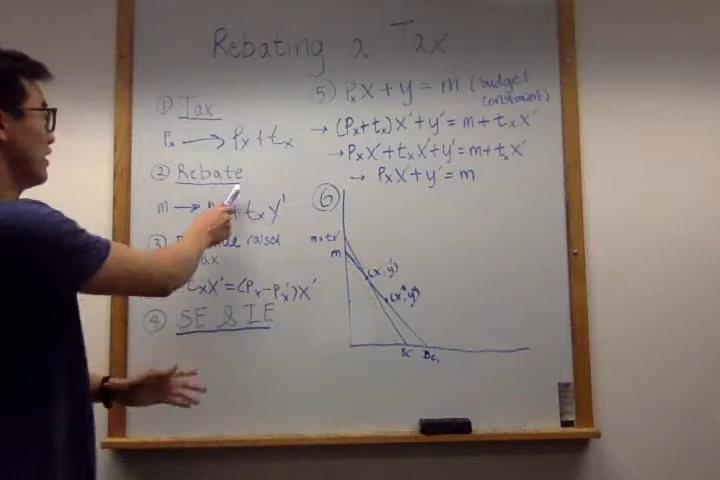 Rebating a Tax
① Tax
Px → Px + tx
② Rebate
m → + tx y'
③ raised
tax
txX' = (Px - Px')X'
④ SE & IE
5) PxX + y = m (budget constraint)
→ (Px + tx)X' + y' = m + txX'
→ PxX' + txX' + y' = m + txX'
→ PxX' + y' = m
⑥
m + tx'
m
(x', y')
(x*, y*)
BC BC₁